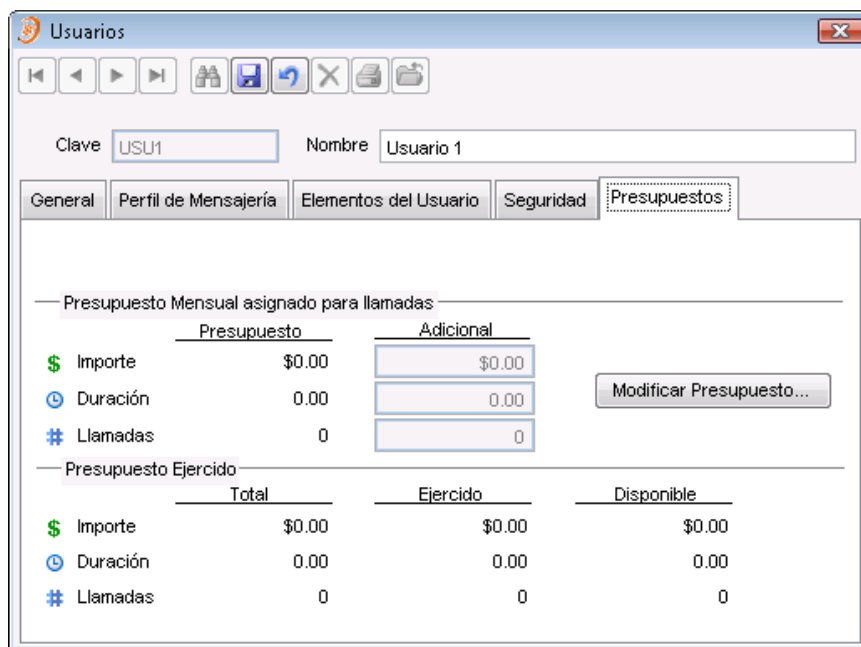 Usuarios
Clave USU1 Nombre Usuario 1
General Perfil de Mensajería Elementos del Usuario Seguridad Presupuestos
Presupuesto Mensual asignado para llamadas
Presupuesto Adicional
$ Importe $0.00 $0.00
Duración 0.00 0.00 Modificar Presupuesto...
# Llamadas 0 0
Presupuesto Ejercido
Total Ejercido Disponible
$ Importe $0.00 $0.00 $0.00
Duración 0.00 0.00 0.00
# Llamadas 0 0 0